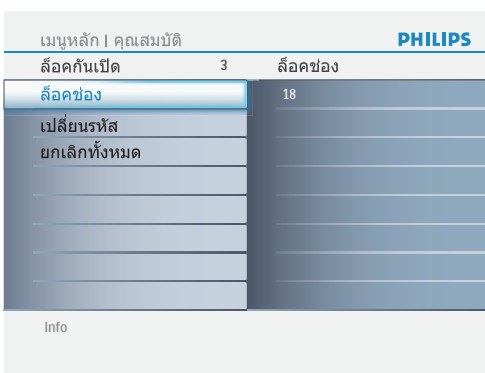 เมนูหลัก | คุณสมบัติ PHILIPS
ล็อคกันเปิด 3 ล็อคช่อง
ล็อคช่อง 18
เปลี่ยนรหัส
ยกเลิกทั้งหมด
Info